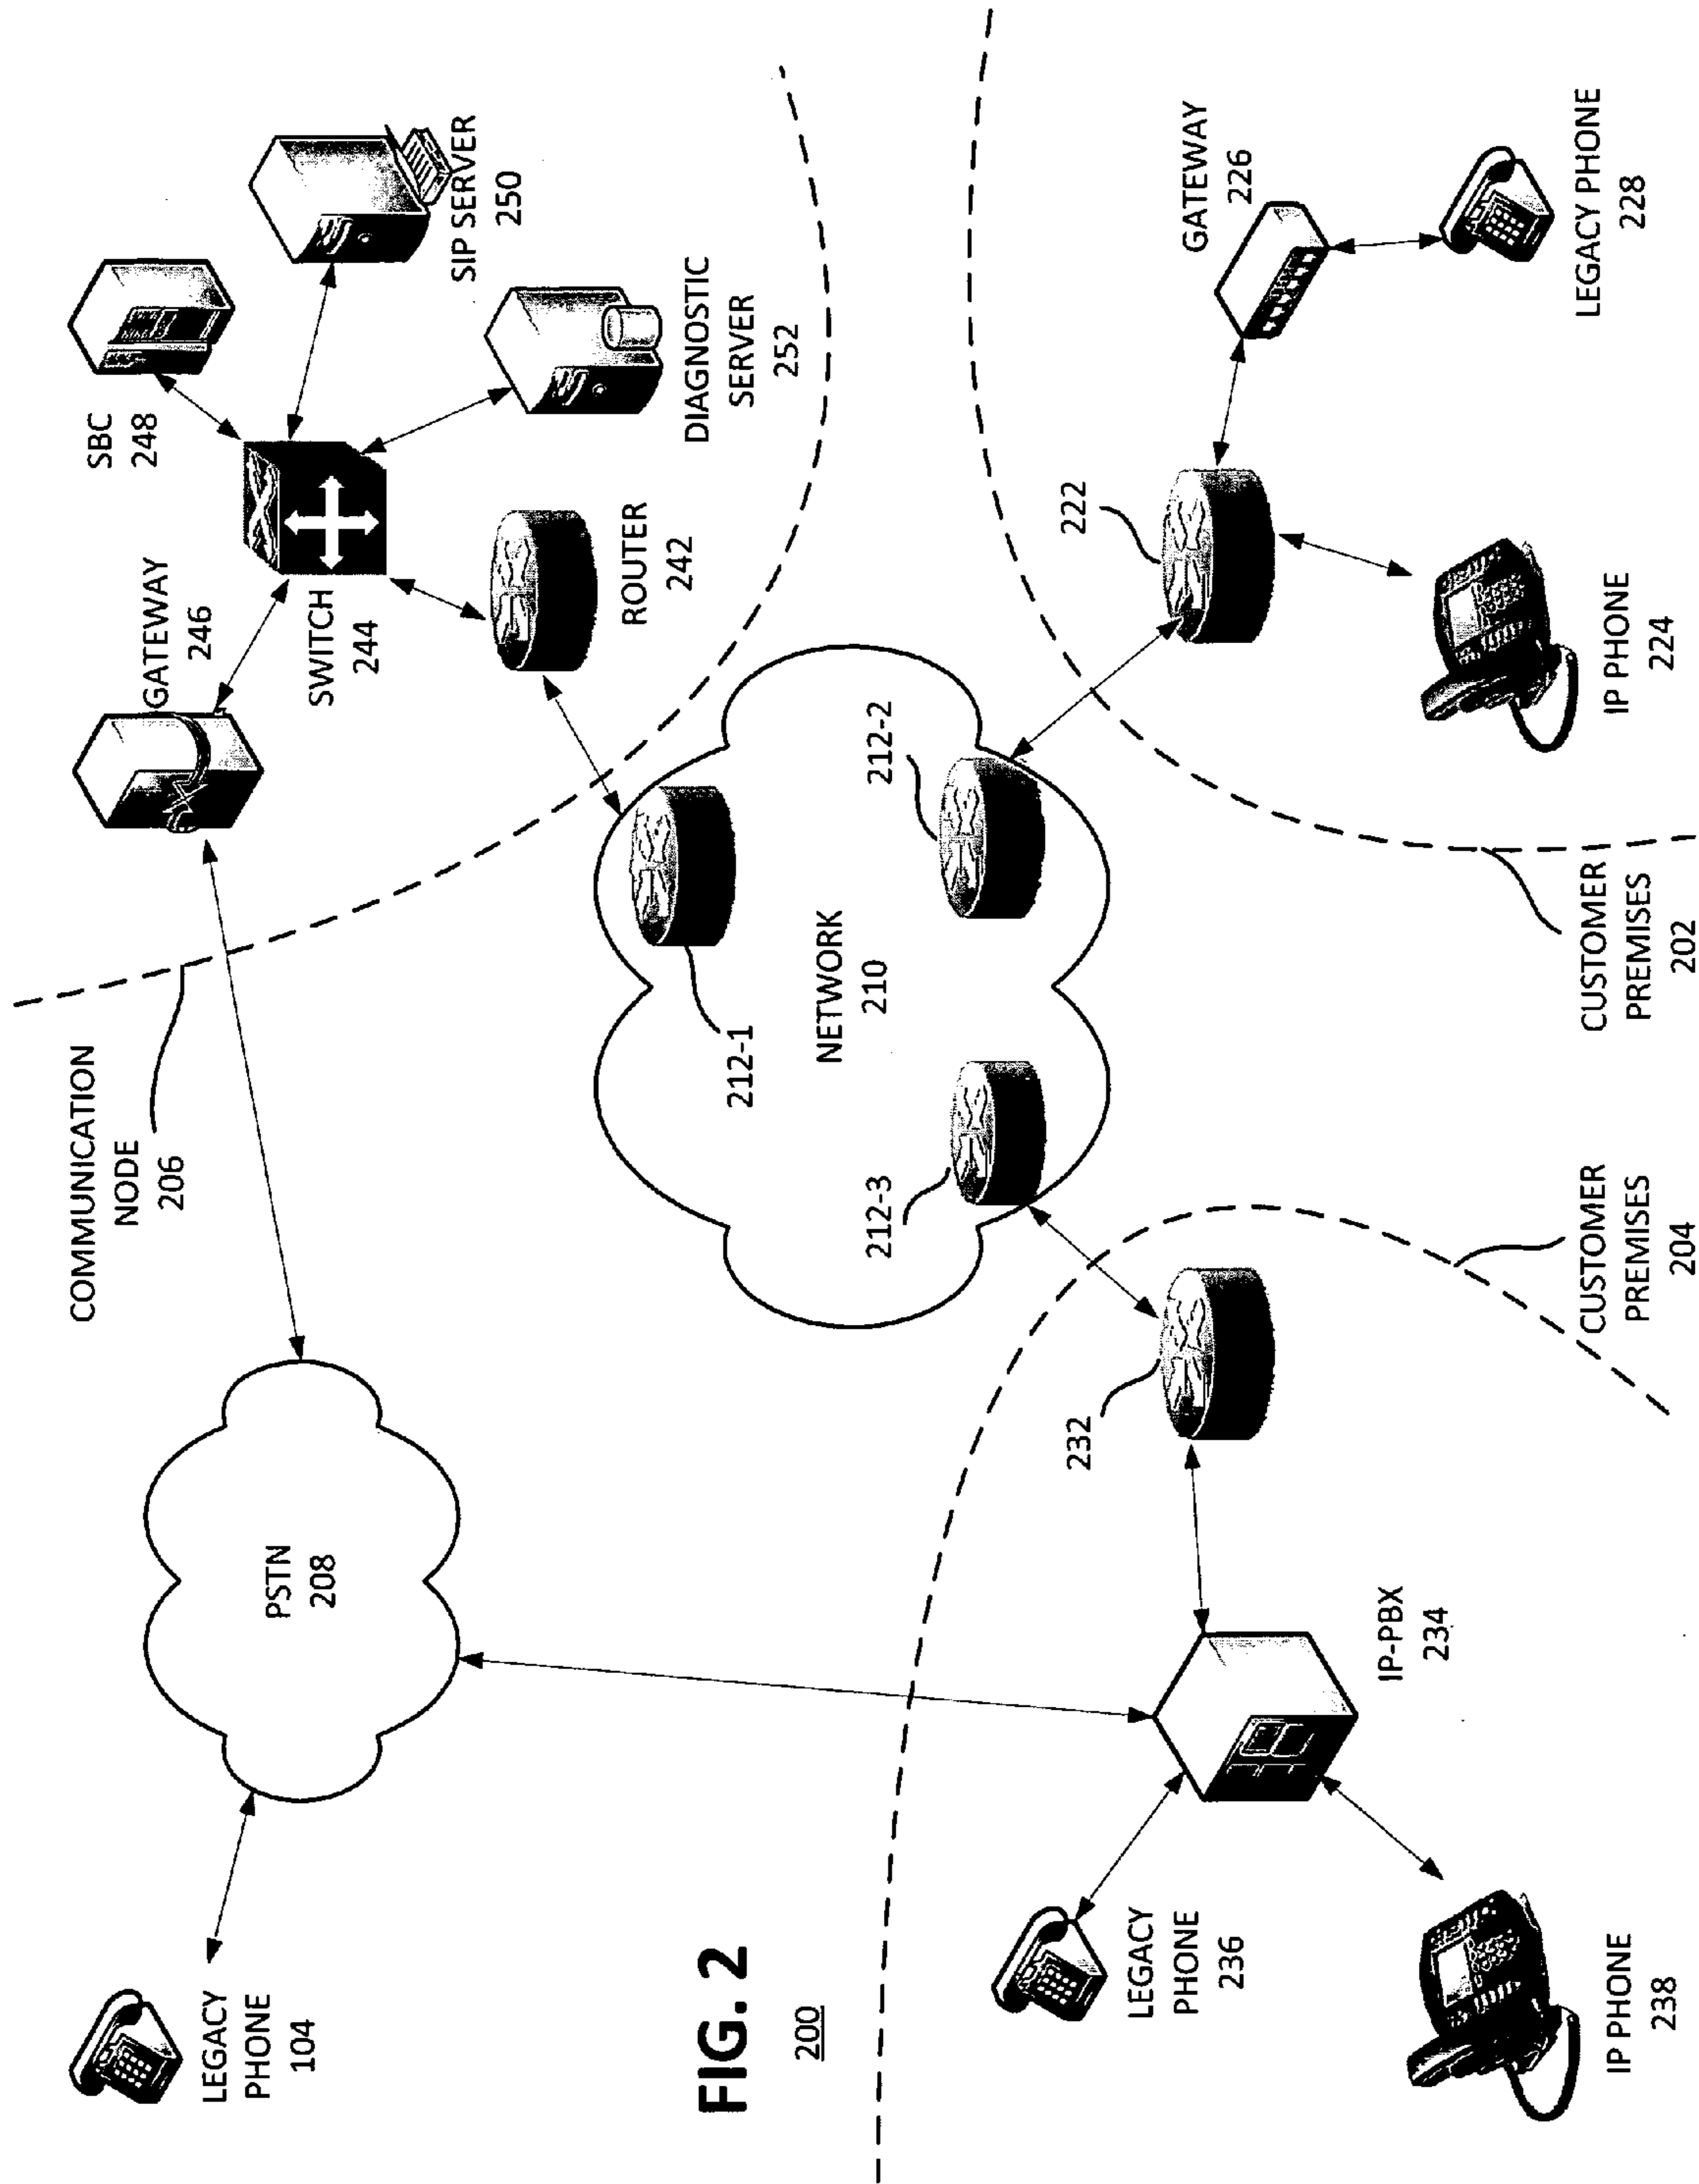 LEGACY
PHONE
104
PSTN
208
COMMUNICATION
NODE
206
GATEWAY
246
SBC
248
SWITCH
244
SIP SERVER
250
DIAGNOSTIC
SERVER
252
ROUTER
242
FIG. 2
200
212-1
NETWORK
210
212-3
212-2
LEGACY
PHONE
236
232
222
GATEWAY
226
IP-PBX
234
IP PHONE
238
CUSTOMER
PREMISES
204
CUSTOMER
PREMISES
202
IP PHONE
224
LEGACY PHONE
228